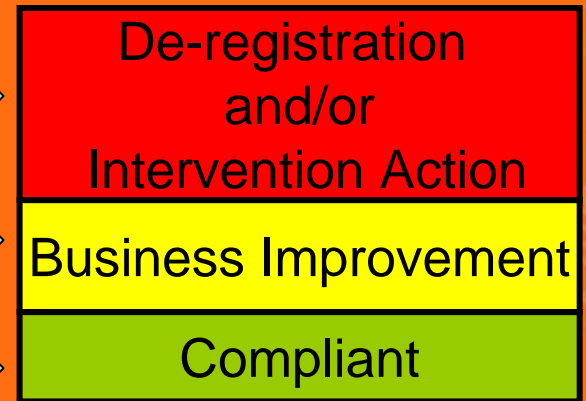 De-registration
and/or
Intervention Action
Business Improvement
Compliant